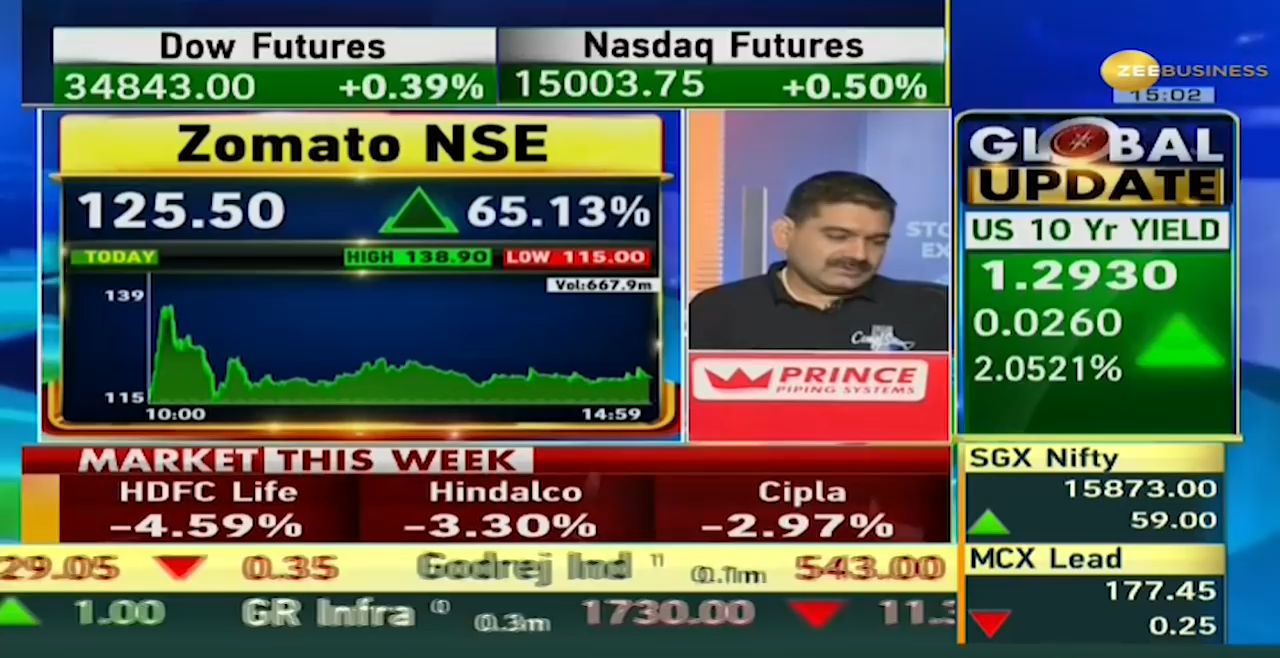 Dow Futures
34843.00 +0.39%
Nasdaq Futures
15003.75 +0.50%
ZEEBUSINESS
15:02
Zomato NSE
125.50 65.13%
TODAY HIGH 138.90 LOW 115.00
Vol:667.9m
139
115
10:00 14:59
STO
EX
PRINCE
PIPING SYSTEMS
GLOBAL
UPDATE
US 10 Yr YIELD
1.2930
0.0260
2.0521%
MARKET THIS WEEK
HDFC Life Hindalco Cipla
-4.59% -3.30% -2.97%
SGX Nifty
15873.00
59.00
MCX Lead
177.45
0.25
29.05 0.35 Godrej Ind 0.1m 543.00
1.00 GR Infra 0.3m 1730.00 11.